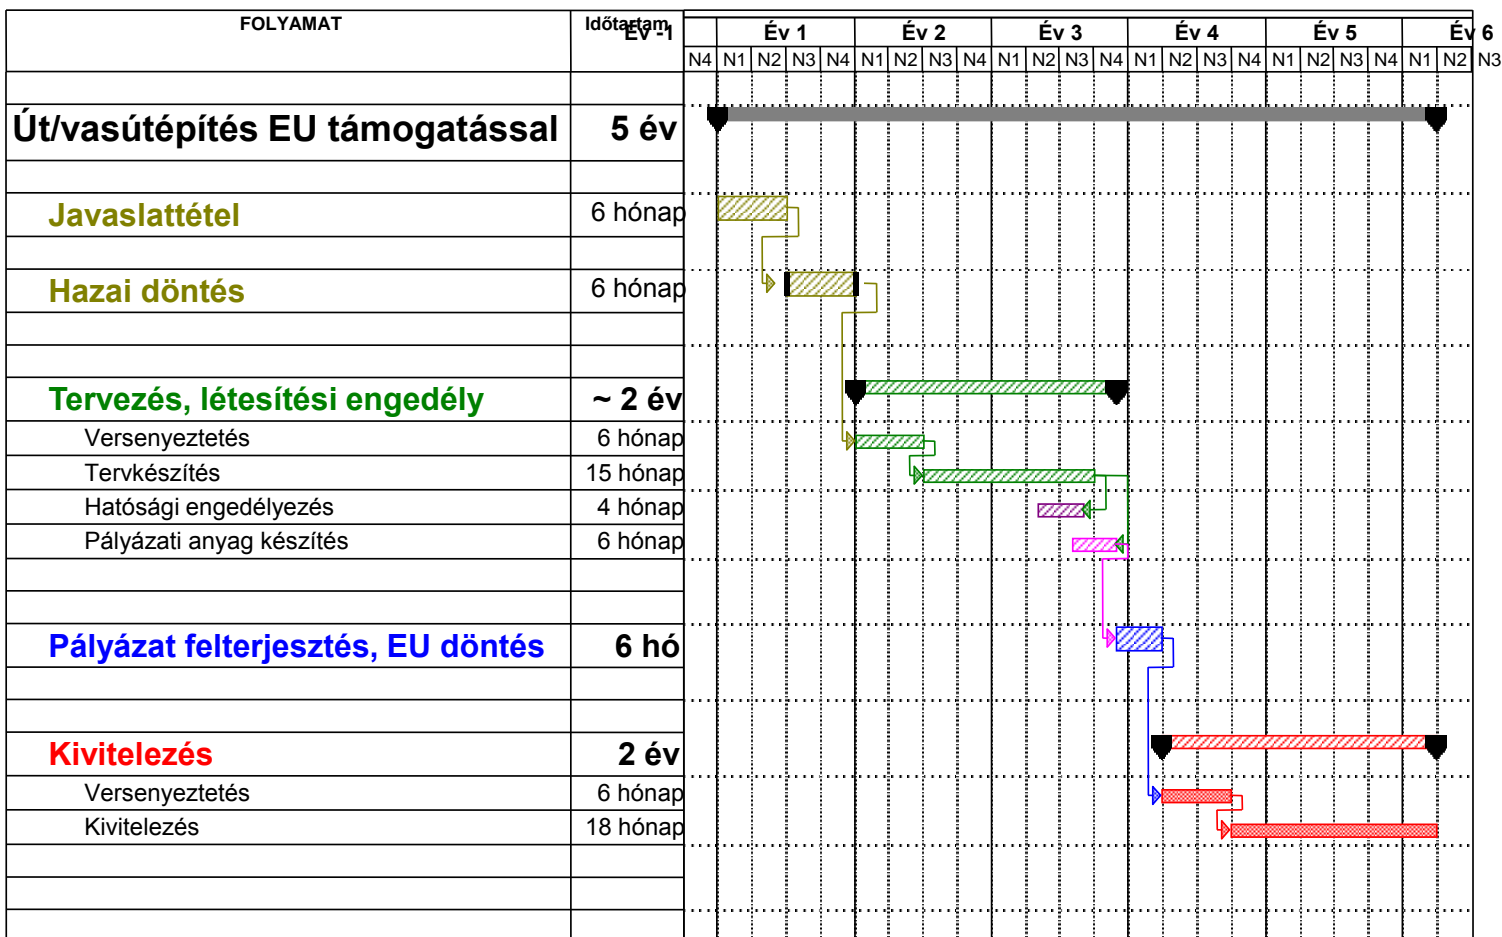 FOLYAMAT Időtartam Év -1 Év 1 Év 2 Év 3 Év 4 Év 5 Év 6
N4 N1 N2 N3 N4 N1 N2 N3 N4 N1 N2 N3 N4 N1 N2 N3 N4 N1 N2 N3 N4 N1 N2 N3
Út/vasútépítés EU támogatással 5 év
Javaslattétel 6 hónap
Hazai döntés 6 hónap
Tervezés, létesítési engedély ~ 2 év
Versenyeztetés 6 hónap
Tervkészítés 15 hónap
Hatósági engedélyezés 4 hónap
Pályázati anyag készítés 6 hónap
Pályázat felterjesztés, EU döntés 6 hó
Kivitelezés 2 év
Versenyeztetés 6 hónap
Kivitelezés 18 hónap